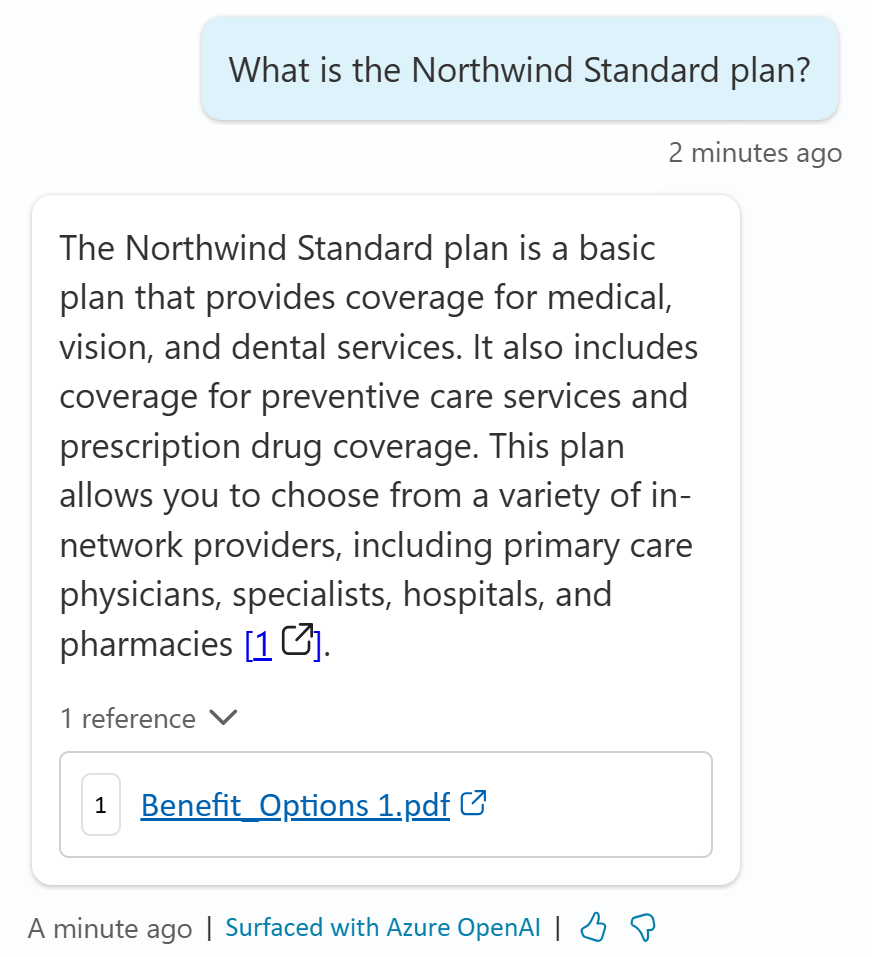 What is the Northwind Standard plan?
2 minutes ago
The Northwind Standard plan is a basic
plan that provides coverage for medical,
vision, and dental services. It also includes
coverage for preventive care services and
prescription drug coverage. This plan
allows you to choose from a variety of in-
network providers, including primary care
physicians, specialists, hospitals, and
pharmacies [1].
1 reference
1 Benefit_Options 1.pdf
A minute ago | Surfaced with Azure OpenAI |